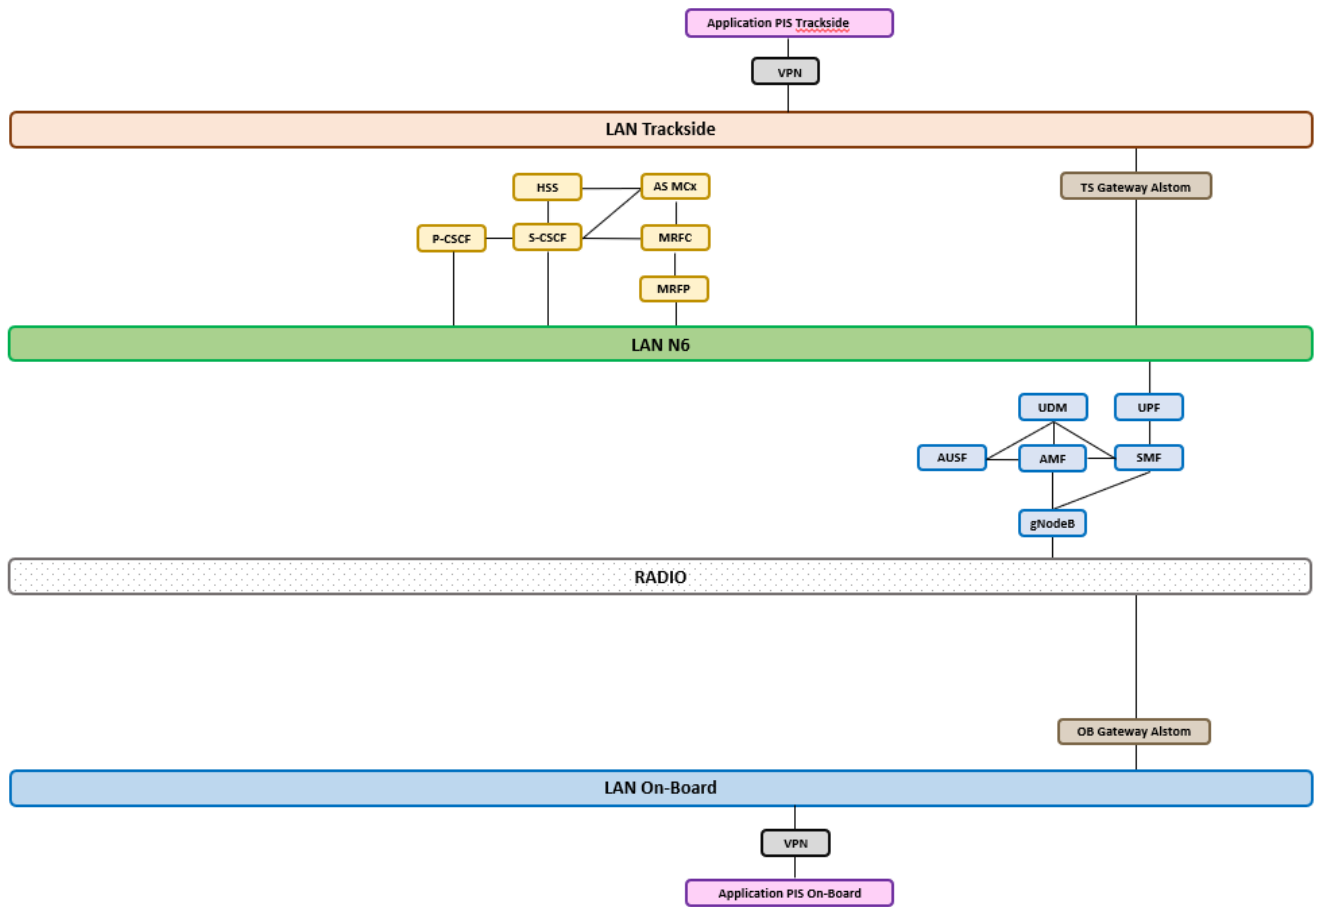 Application PIS Trackside
VPN
LAN Trackside
HSS
AS MCx
TS Gateway Alstom
P-CSCF
S-CSCF
MRFC
MRFP
LAN N6
UDM
UPF
AUSF
AMF
SMF
gNodeB
RADIO
OB Gateway Alstom
LAN On-Board
VPN
Application PIS On-Board